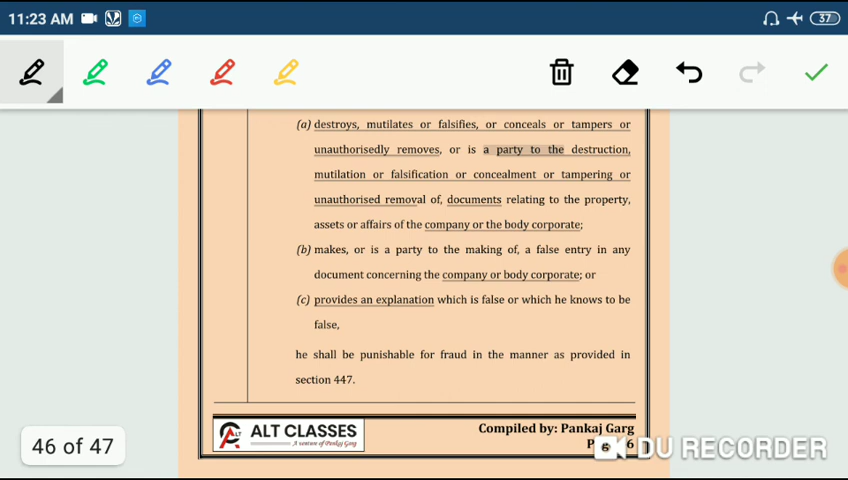 11:23 AM
37
(a) destroys, mutilates or falsifies, or conceals or tampers or
unauthorisedly removes, or is a party to the destruction,
mutilation or falsification or concealment or tampering or
unauthorised removal of, documents relating to the property,
assets or affairs of the company or the body corporate;
(b) makes, or is a party to the making of, a false entry in any
document concerning the company or body corporate; or
(c) provides an explanation which is false or which he knows to be
false,
he shall be punishable for fraud in the manner as provided in
section 447.
ALT
ALT CLASSES
A venture of Pankaj Garg
Compiled by: Pankaj Garg
46 of 47
DU RECORDER